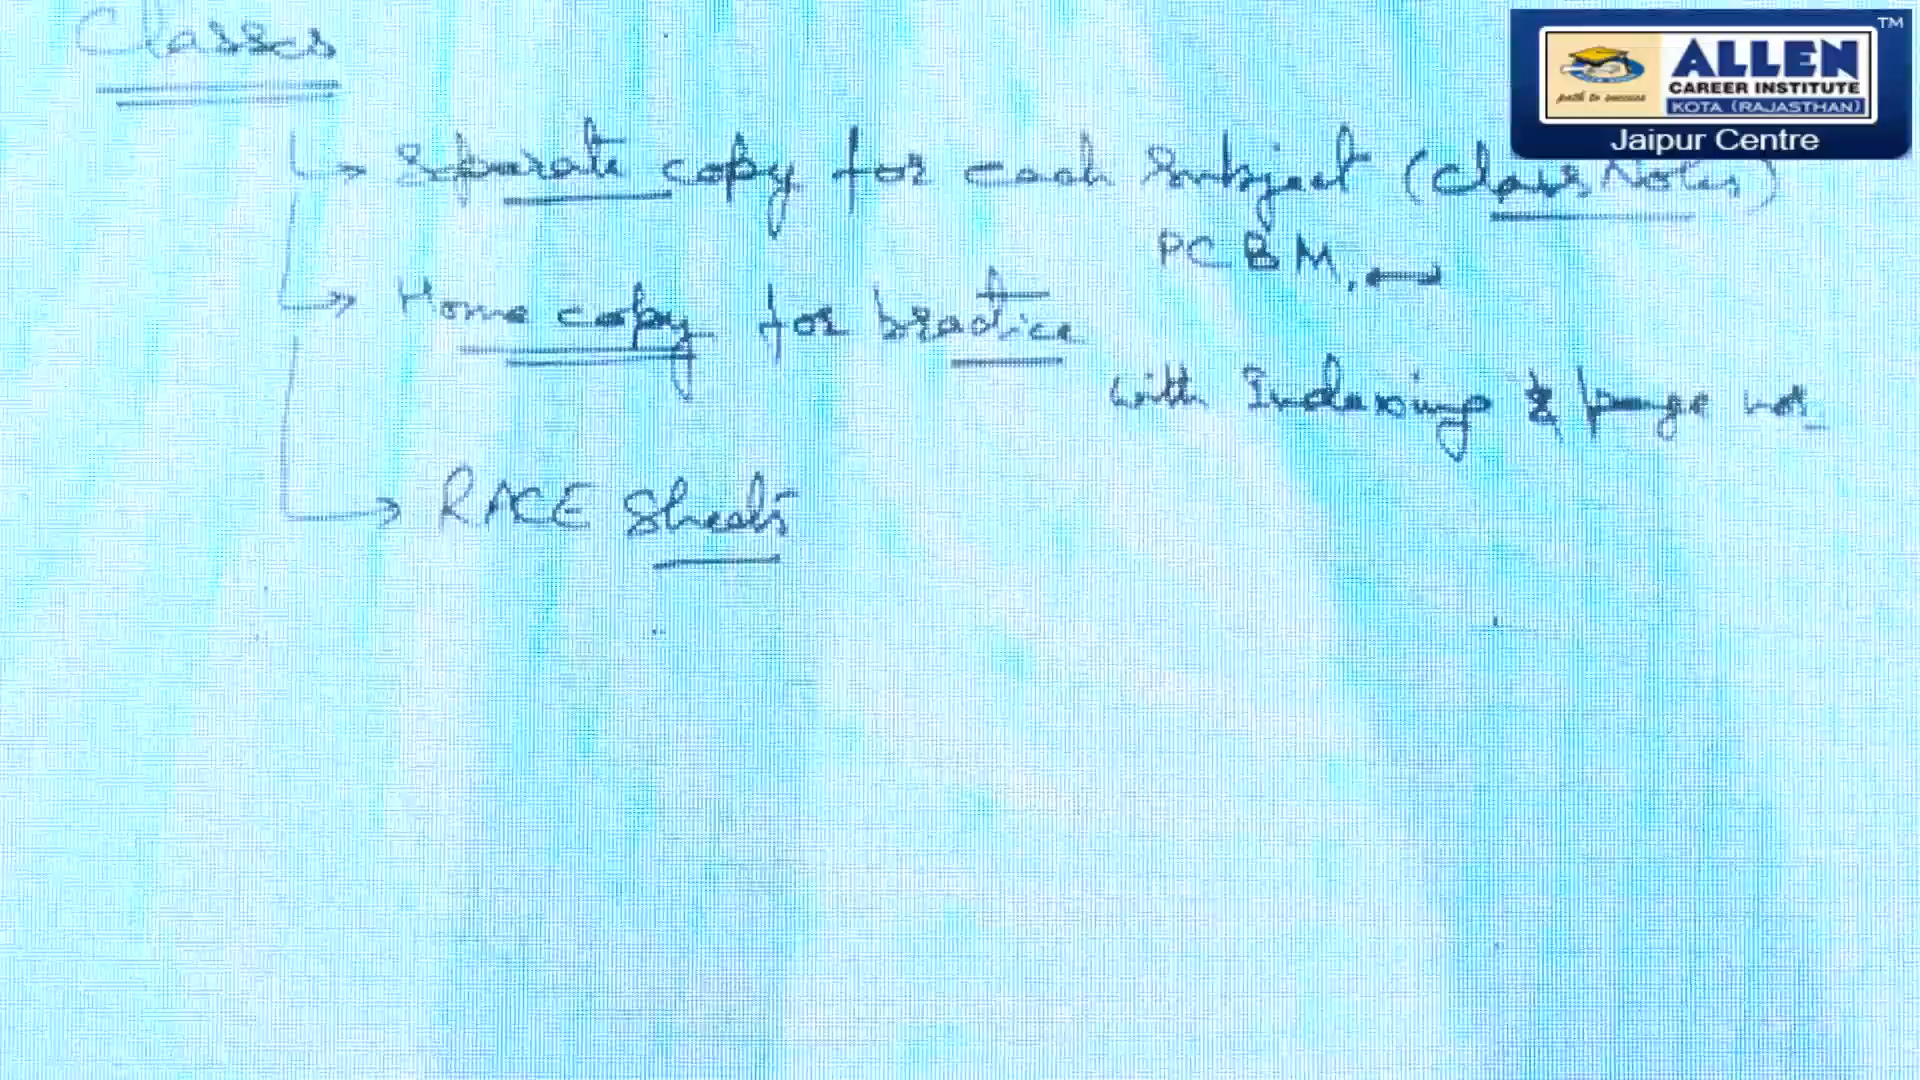 Classes
TM
ALLEN
CAREER INSTITUTE
KOTA (RAJASTHAN)
path to success
Jaipur Centre
↳ Separate copy for each Subject (Class Notes)
PCBM,
→ Home copy for practice
with Indexing & page no.
→ RACE Sheets